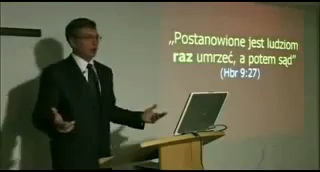 „Postanowione jest ludziom
raz umrzeć, a potem sąd”
(Hbr 9:27)